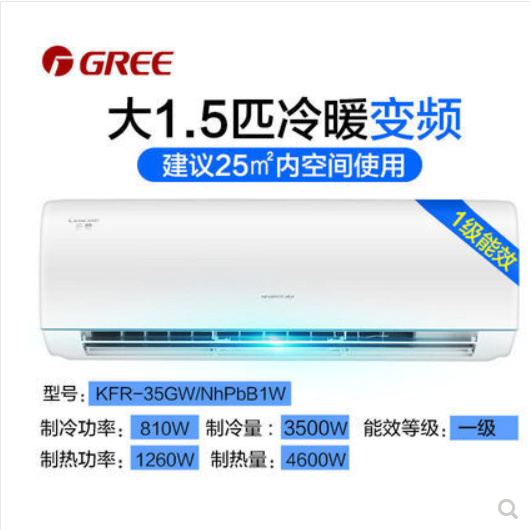 GREE
大1.5匹冷暖变频
建议25㎡内空间使用
1级能效
型号: KFR-35GW/NhPbB1W
制冷功率: 810W 制冷量: 3500W 能效等级: 一级
制热功率: 1260W 制热量: 4600W